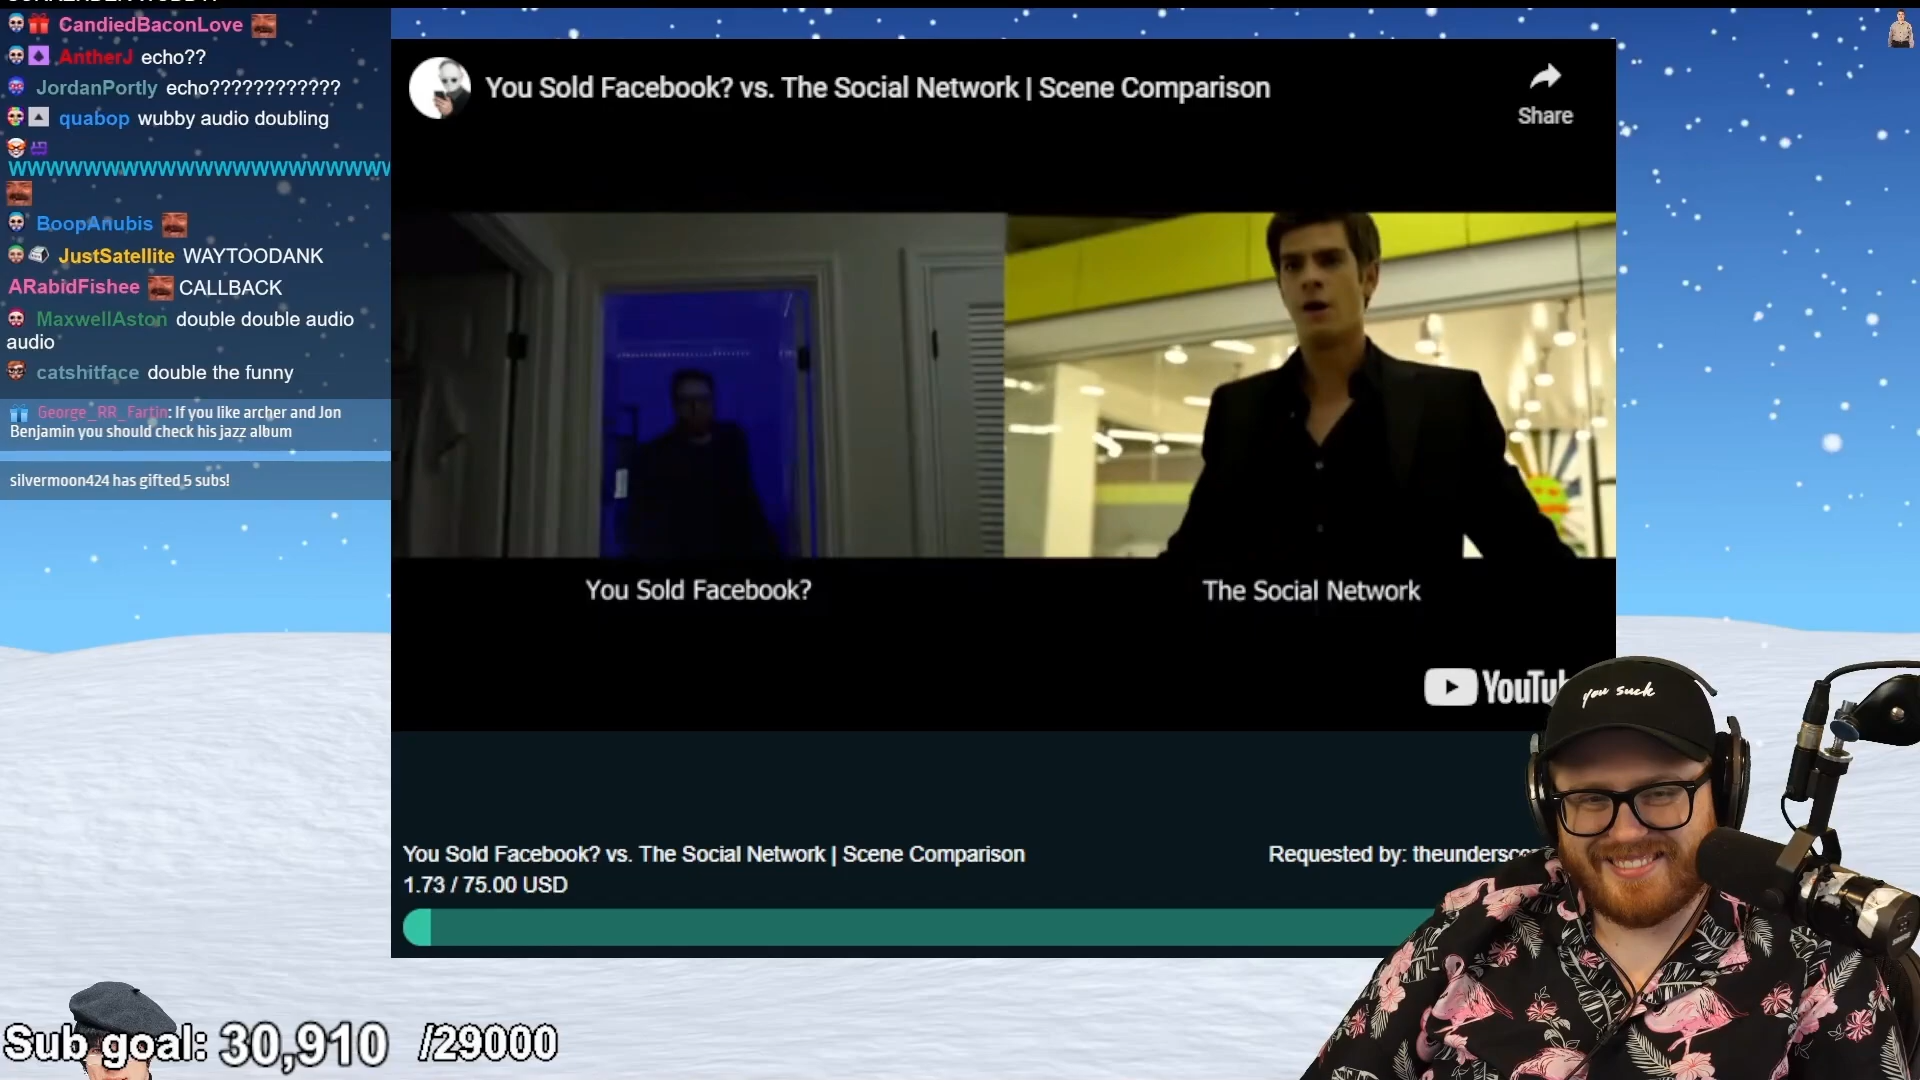 CandiedBaconLove
AntherJ echo??
JordanPortly echo????????????
quabop wubby audio doubling
BoopAnubis
JustSatellite WAYTOODANK
ARabidFishee CALLBACK
MaxwellAston double double audio
audio
catshitface double the funny
George_RR_Fartin: If you like archer and Jon
Benjamin you should check his jazz album
silvermoon424 has gifted 5 subs!
You Sold Facebook? vs. The Social Network | Scene Comparison
Share
You Sold Facebook?
The Social Network
YouTu
you suck
You Sold Facebook? vs. The Social Network | Scene Comparison
Requested by: theundersco
1.73 / 75.00 USD
Sub goal: 30,910 /29000